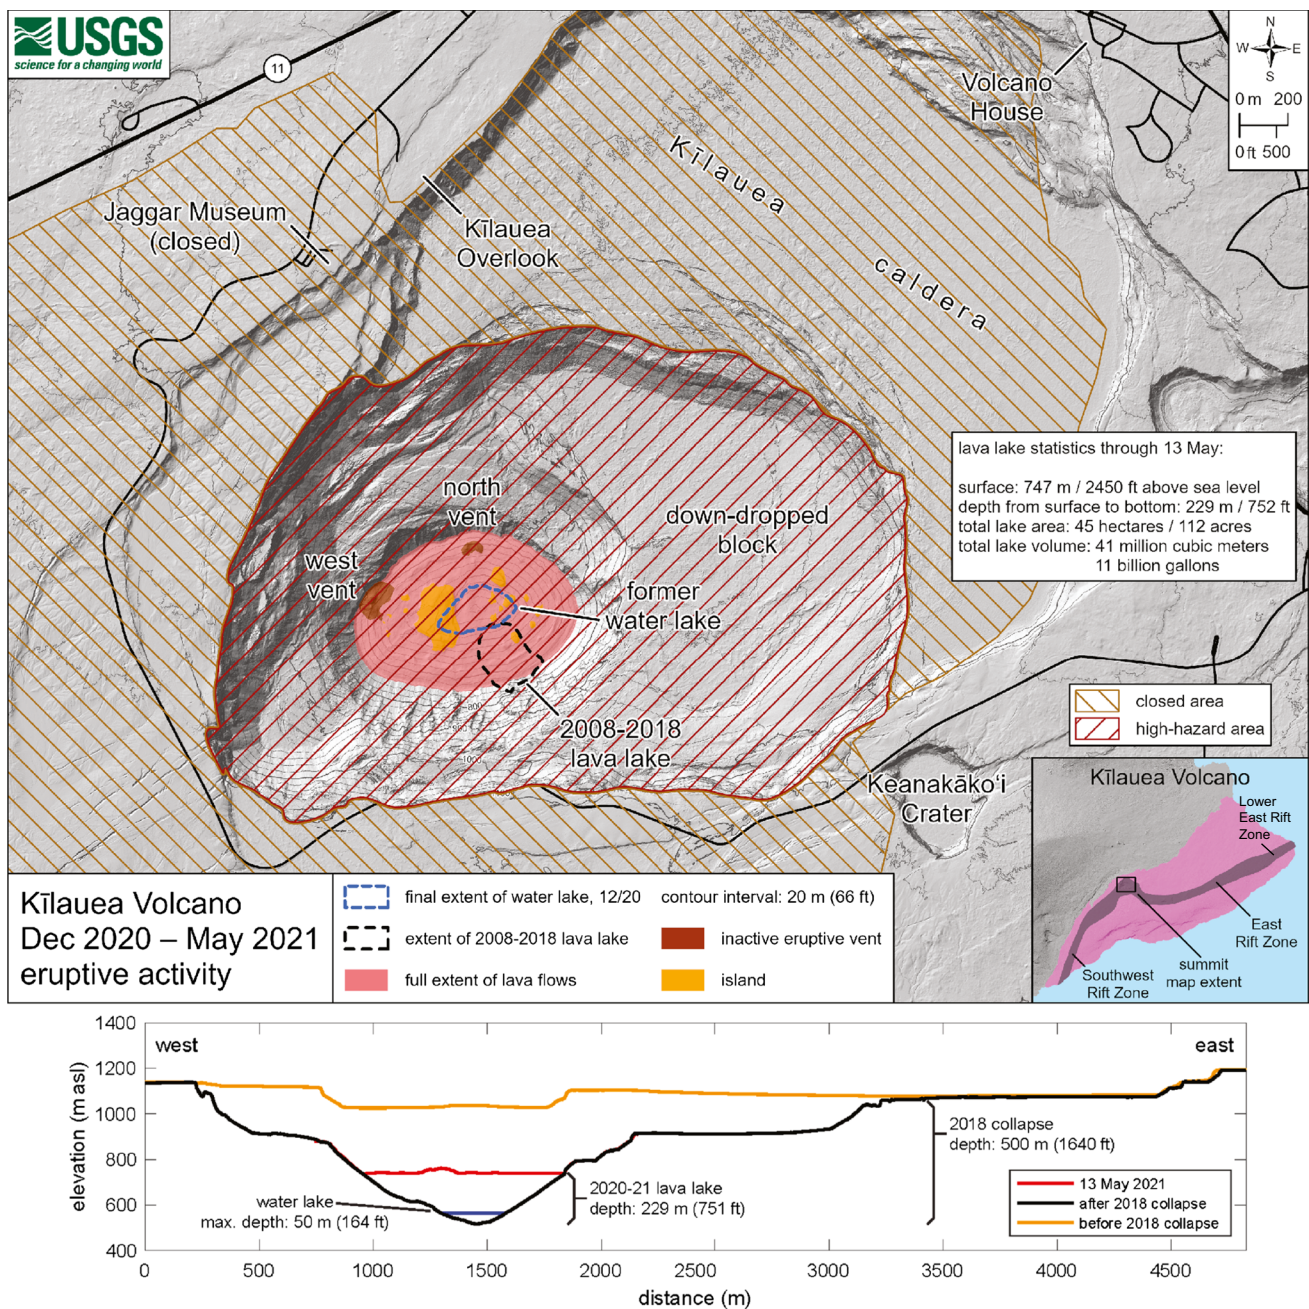 USGS
science for a changing world
11
Volcano
House
N
W E
S
0 m 200
0 ft 500
Kīlauea
caldera
Jaggar Museum
(closed)
Kīlauea
Overlook
lava lake statistics through 13 May:
surface: 747 m / 2450 ft above sea level
depth from surface to bottom: 229 m / 752 ft
total lake area: 45 hectares / 112 acres
total lake volume: 41 million cubic meters
11 billion gallons
north
vent
west
vent
down-dropped
block
former
water lake
800
900
1000
2008-2018
lava lake
closed area
high-hazard area
Keanakākoʻi
Crater
Kīlauea Volcano
Lower
East Rift
Zone
East
Rift Zone
summit
map extent
Southwest
Rift Zone
Kīlauea Volcano
Dec 2020 – May 2021
eruptive activity
final extent of water lake, 12/20
contour interval: 20 m (66 ft)
extent of 2008-2018 lava lake
inactive eruptive vent
full extent of lava flows
island
1400
1200
1000
800
600
400
elevation (m asl)
west
east
water lake
max. depth: 50 m (164 ft)
2020-21 lava lake
depth: 229 m (751 ft)
2018 collapse
depth: 500 m (1640 ft)
13 May 2021
after 2018 collapse
before 2018 collapse
0 500 1000 1500 2000 2500 3000 3500 4000 4500
distance (m)